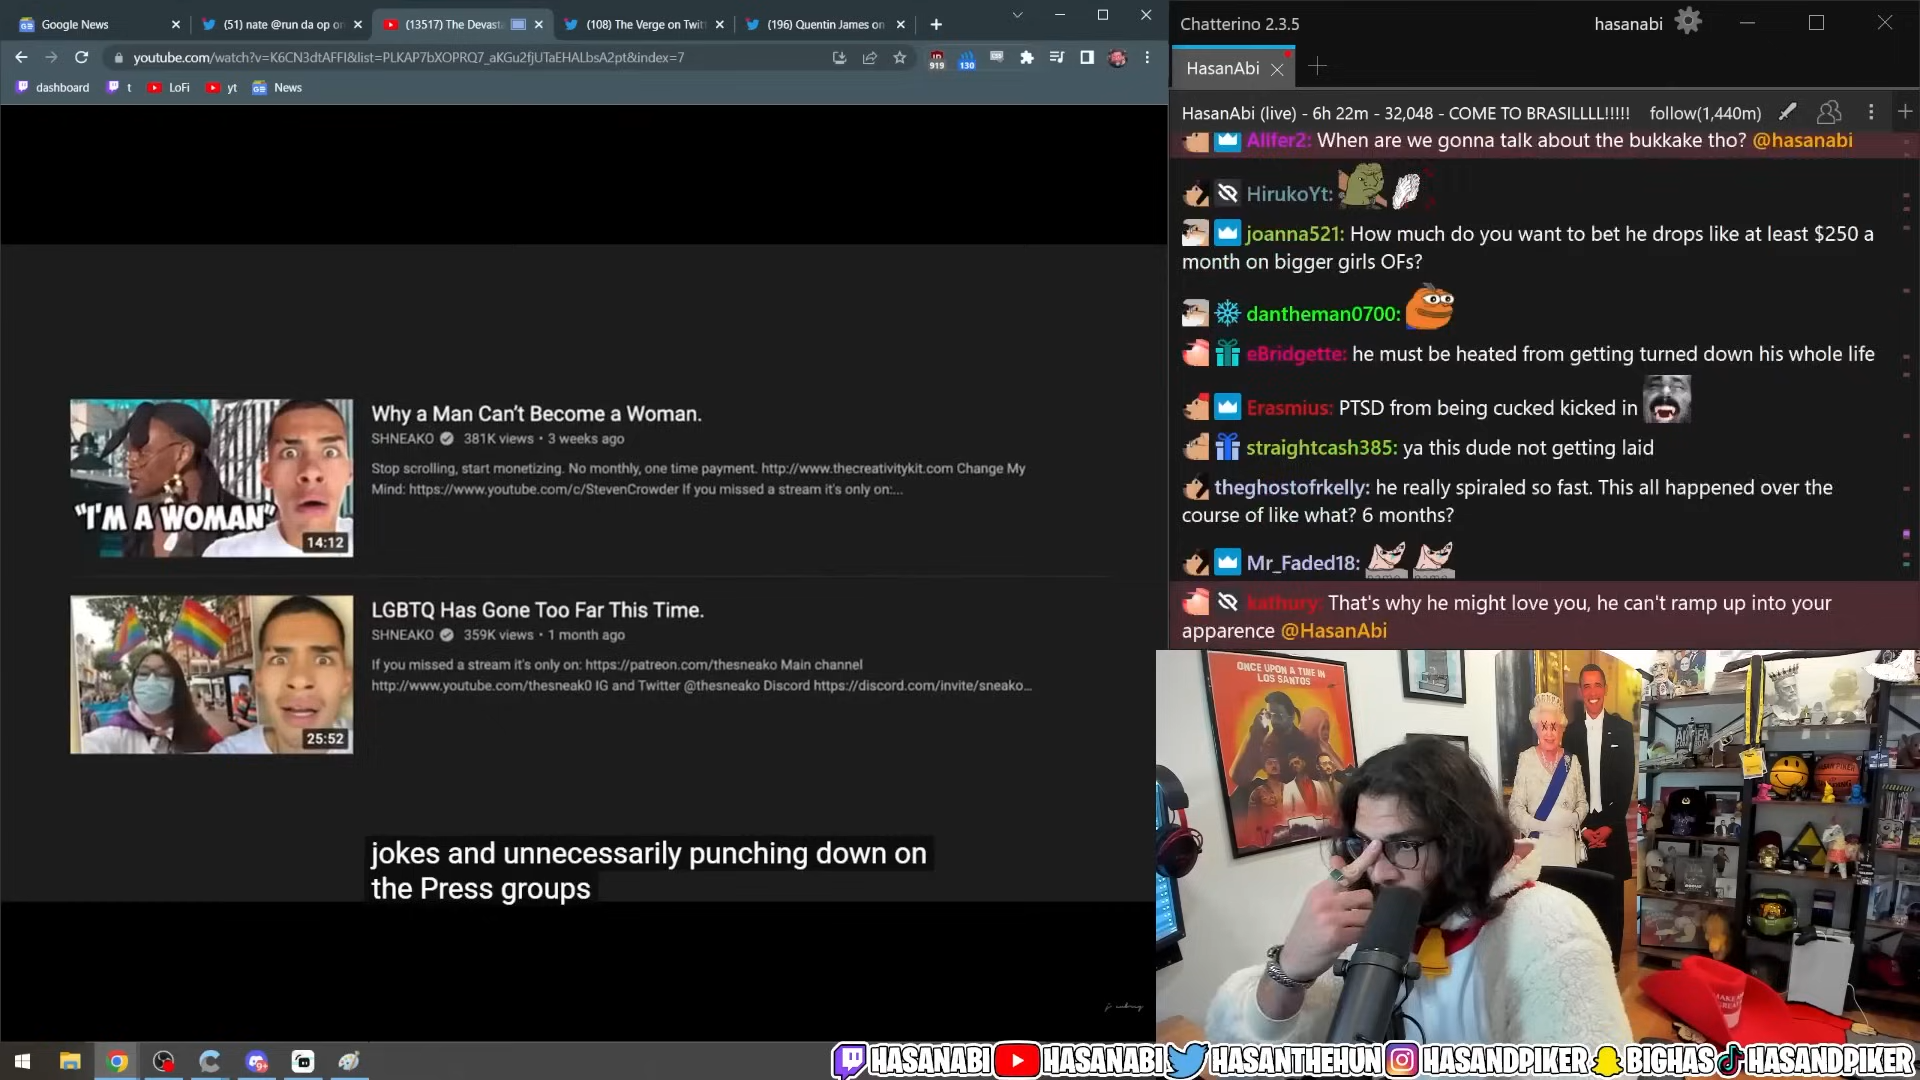 Google News
(51) nate @run da op on
(13517) The Devasta
(108) The Verge on Twitt
(196) Quentin James on
youtube.com/watch?v=K6CN3dtAFFI&list=PLKAP7bXOPRQ7_aKGu2fjUTaEHALbsA2pt&index=7
919
130
dashboard
t
LoFi
yt
News
Why a Man Can't Become a Woman.
SHNEAKO 381K views • 3 weeks ago
Stop scrolling, start monetizing. No monthly, one time payment. http://www.thecreativitykit.com Change My
Mind: https://www.youtube.com/c/StevenCrowder If you missed a stream it's only on:...
"I'M A WOMAN"
14:12
LGBTQ Has Gone Too Far This Time.
SHNEAKO 359K views • 1 month ago
If you missed a stream it's only on: https://patreon.com/thesneako Main channel
http://www.youtube.com/thesneak0 IG and Twitter @thesneako Discord https://discord.com/invite/sneako...
25:52
jokes and unnecessarily punching down on
the Press groups
Chatterino 2.3.5
hasanabi
HasanAbi
HasanAbi (live) - 6h 22m - 32,048 - COME TO BRASILLLL!!!!! follow(1,440m)
Allfer2: When are we gonna talk about the bukkake tho? @hasanabi
HirukoYt:
joanna521: How much do you want to bet he drops like at least $250 a
month on bigger girls OFs?
dantheman0700:
eBridgette: he must be heated from getting turned down his whole life
Erasmius: PTSD from being cucked kicked in
straightcash385: ya this dude not getting laid
theghostofrkelly: he really spiraled so fast. This all happened over the
course of like what? 6 months?
Mr_Faded18:
kathury: That's why he might love you, he can't ramp up into your
apparence @HasanAbi
ONCE UPON A TIME IN
LOS SANTOS
HASANABI
HASANABI
HASANTHEHUN
HASANDPIKER
BIGHAS
HASANDPIKER